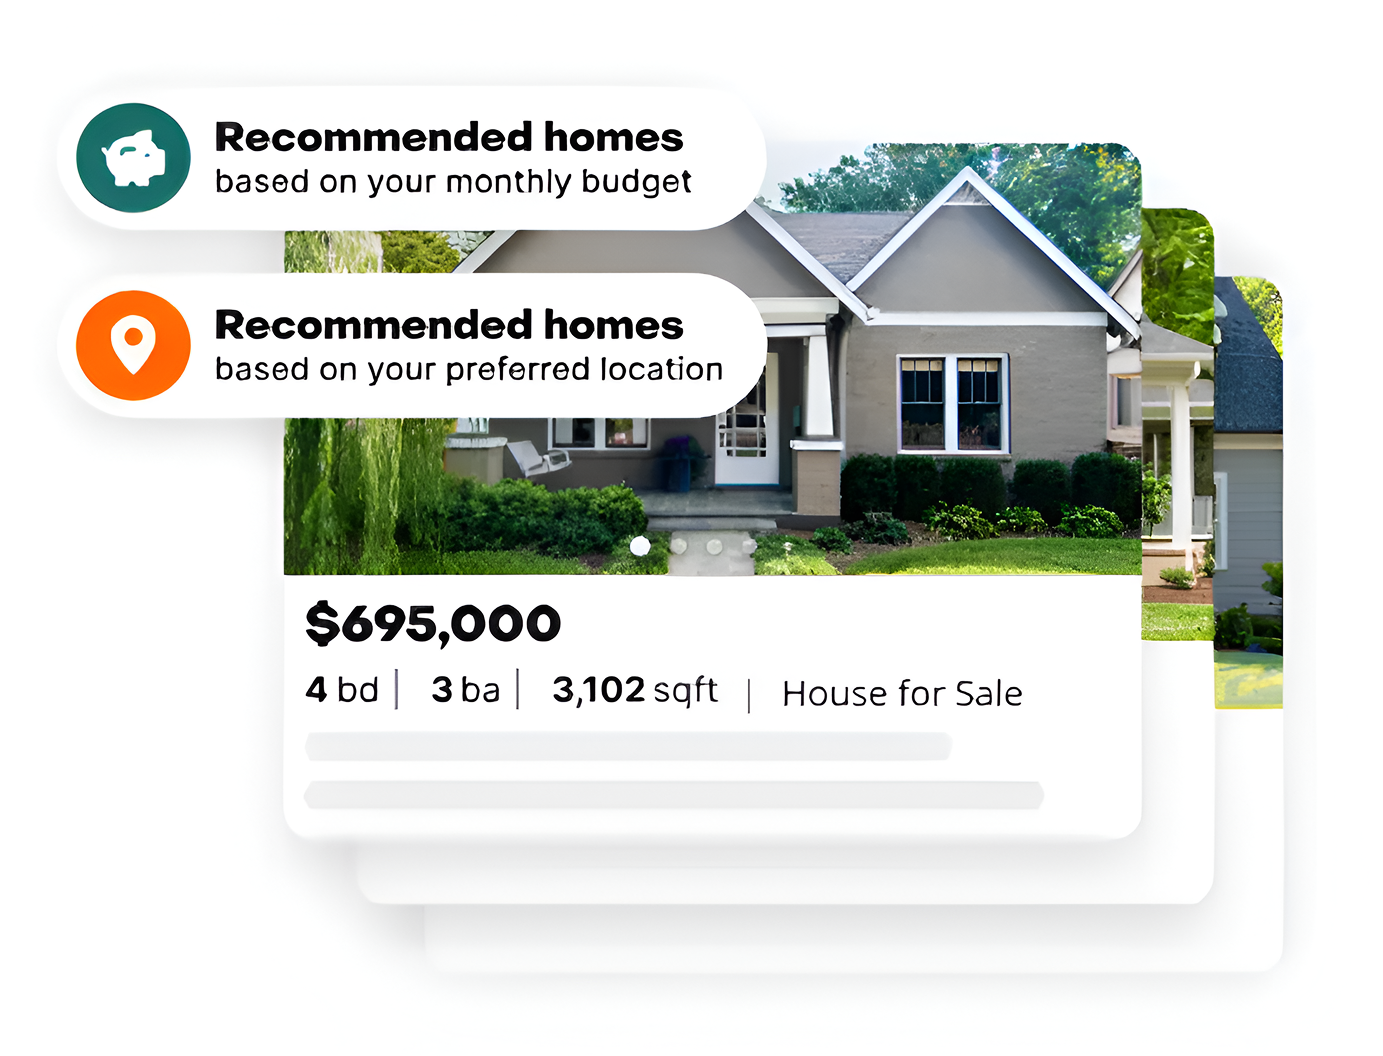 Recommended homes
based on your monthly budget
Recommended homes
based on your preferred location
$695,000
4 bd | 3 ba | 3,102 sqft | House for Sale